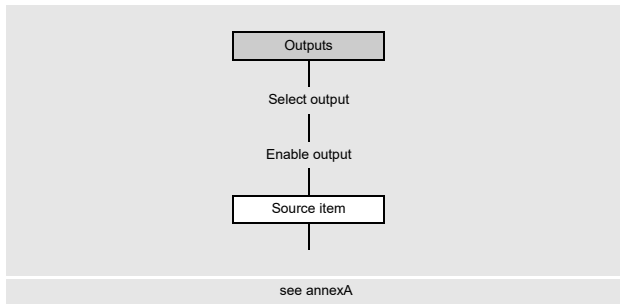 Outputs
Select output
Enable output
Source item
see annexA